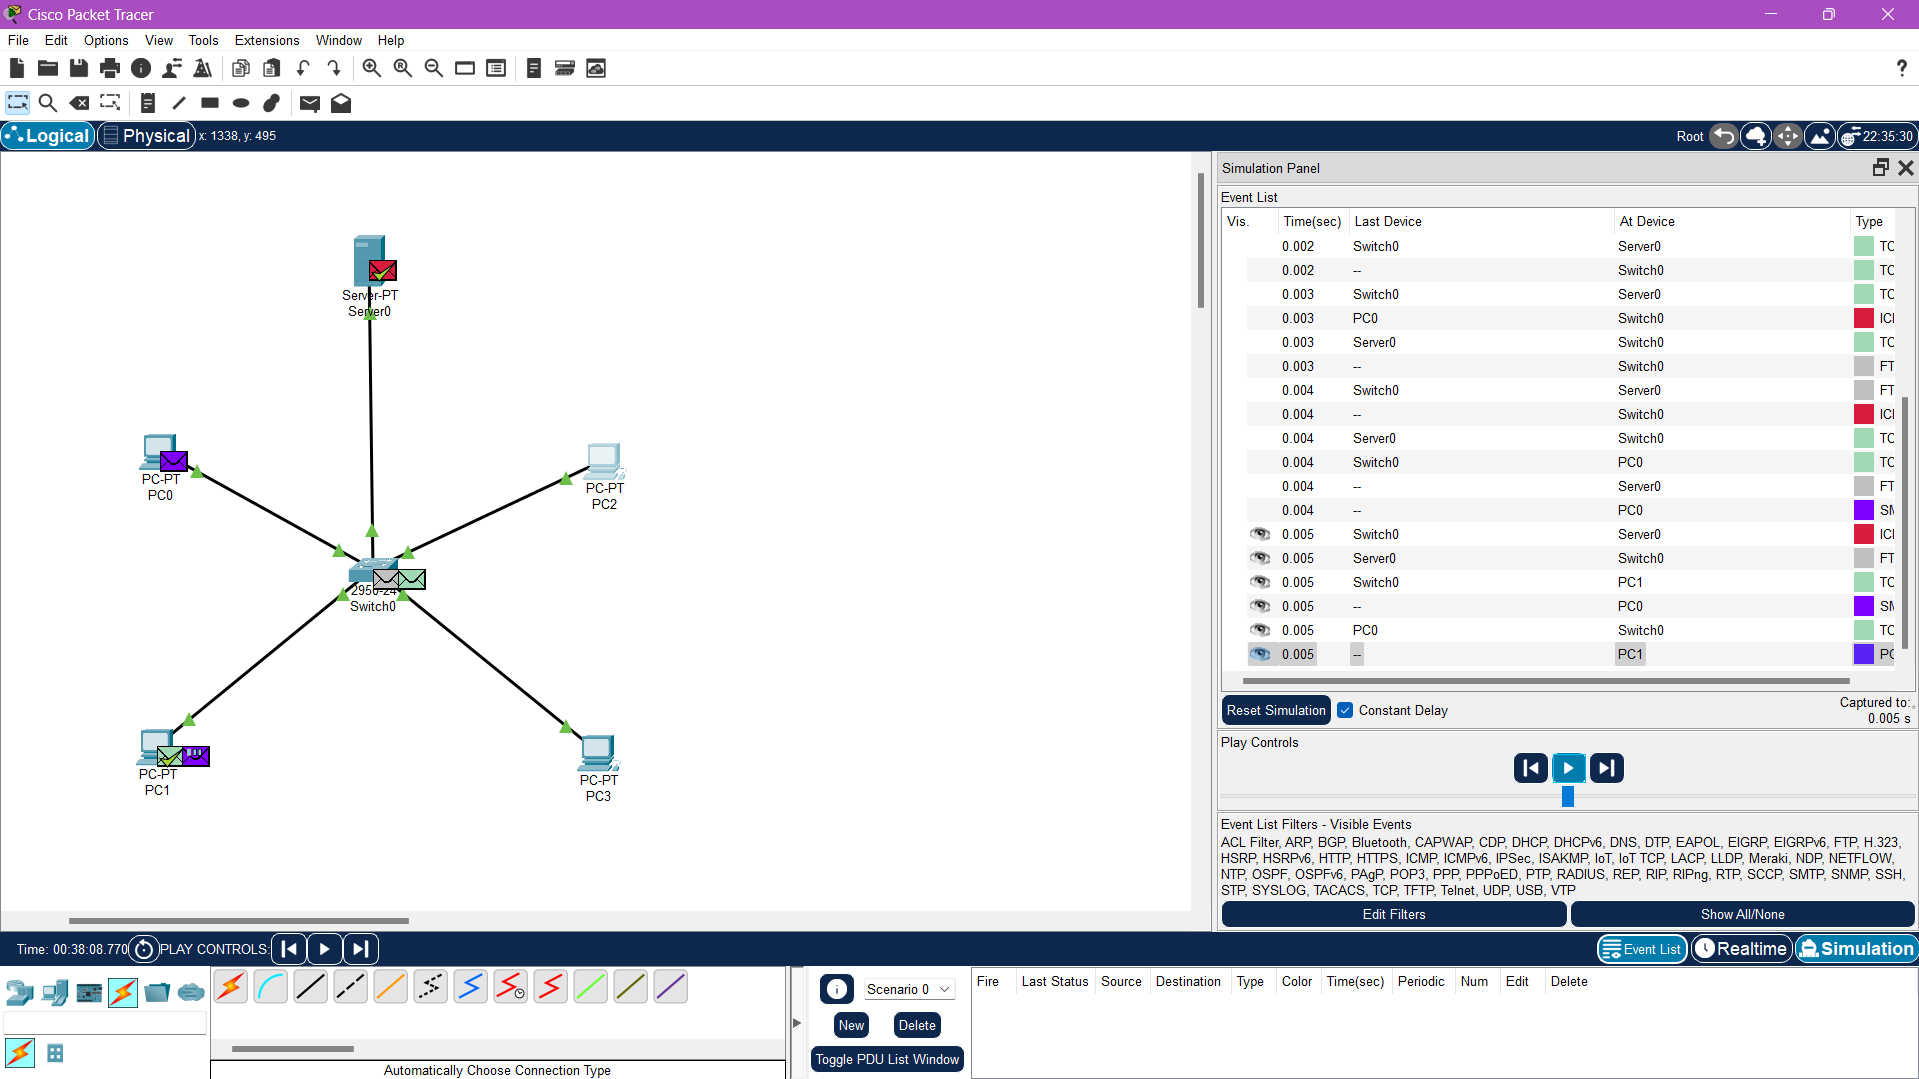 Cisco Packet Tracer
File Edit Options View Tools Extensions Window Help
Logical Physical x: 1338, y: 495
Root 22:35:30
Server-PT
Server0
PC-PT
PC0
PC-PT
PC2
2950-24
Switch0
PC-PT
PC1
PC-PT
PC3
Simulation Panel
Event List
Vis. Time(sec) Last Device At Device Type
0.002 Switch0 Server0 TC
0.002 -- Switch0 TC
0.003 Switch0 Server0 TC
0.003 PC0 Switch0 ICI
0.003 Server0 Switch0 TC
0.003 -- Switch0 FT
0.004 Switch0 Server0 FT
0.004 -- Switch0 ICI
0.004 Server0 Switch0 TC
0.004 Switch0 PC0 TC
0.004 -- Server0 FT
0.004 -- PC0 SM
0.005 Switch0 Server0 ICI
0.005 Server0 Switch0 FT
0.005 Switch0 PC1 TC
0.005 -- PC0 SM
0.005 PC0 Switch0 TC
0.005 -- PC1 PO
Reset Simulation Constant Delay Captured to:
0.005 s
Play Controls
Event List Filters - Visible Events
ACL Filter, ARP, BGP, Bluetooth, CAPWAP, CDP, DHCP, DHCPv6, DNS, DTP, EAPOL, EIGRP, EIGRPv6, FTP, H.323,
HSRP, HSRPv6, HTTP, HTTPS, ICMP, ICMPv6, IPSec, ISAKMP, IoT, IoT TCP, LACP, LLDP, Meraki, NDP, NETFLOW,
NTP, OSPF, OSPFv6, PAgP, POP3, PPP, PPPoED, PTP, RADIUS, REP, RIP, RIPng, RTP, SCCP, SMTP, SNMP, SSH,
STP, SYSLOG, TACACS, TCP, TFTP, Telnet, UDP, USB, VTP
Edit Filters Show All/None
Time: 00:38:08.770 PLAY CONTROLS: Event List Realtime Simulation
Scenario 0
New Delete
Toggle PDU List Window
Fire Last Status Source Destination Type Color Time(sec) Periodic Num Edit Delete
Automatically Choose Connection Type